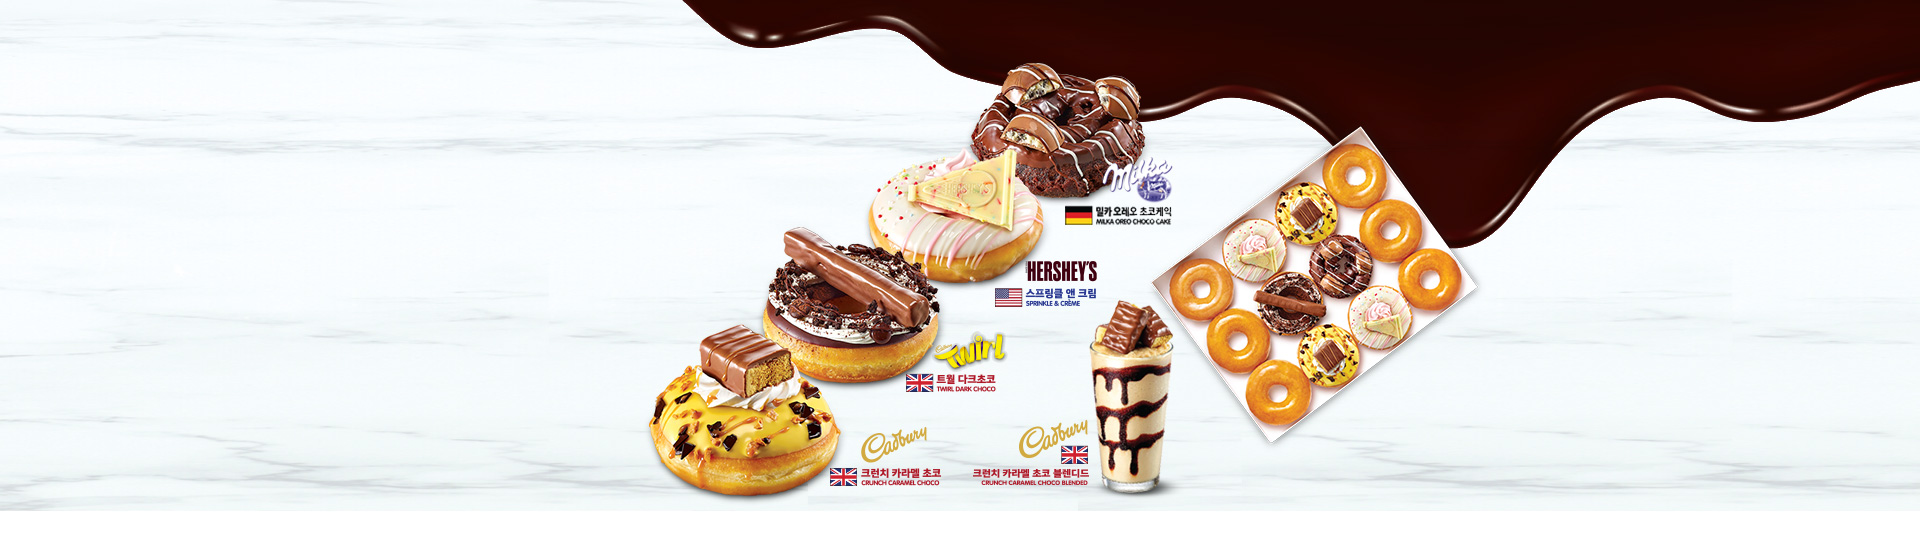 Milka
밀카 오레오 초코케익
MILKA OREO CHOCO CAKE
HERSHEY'S
스프링클 앤 크림
SPRINKLE & CRÈME
Twirl
트월 다크초코
TWIRL DARK CHOCO
Cadbury
크런치 카라멜 초코
CRUNCH CARAMEL CHOCO
Cadbury
크런치 카라멜 초코 블렌디드
CRUNCH CARAMEL CHOCO BLENDED